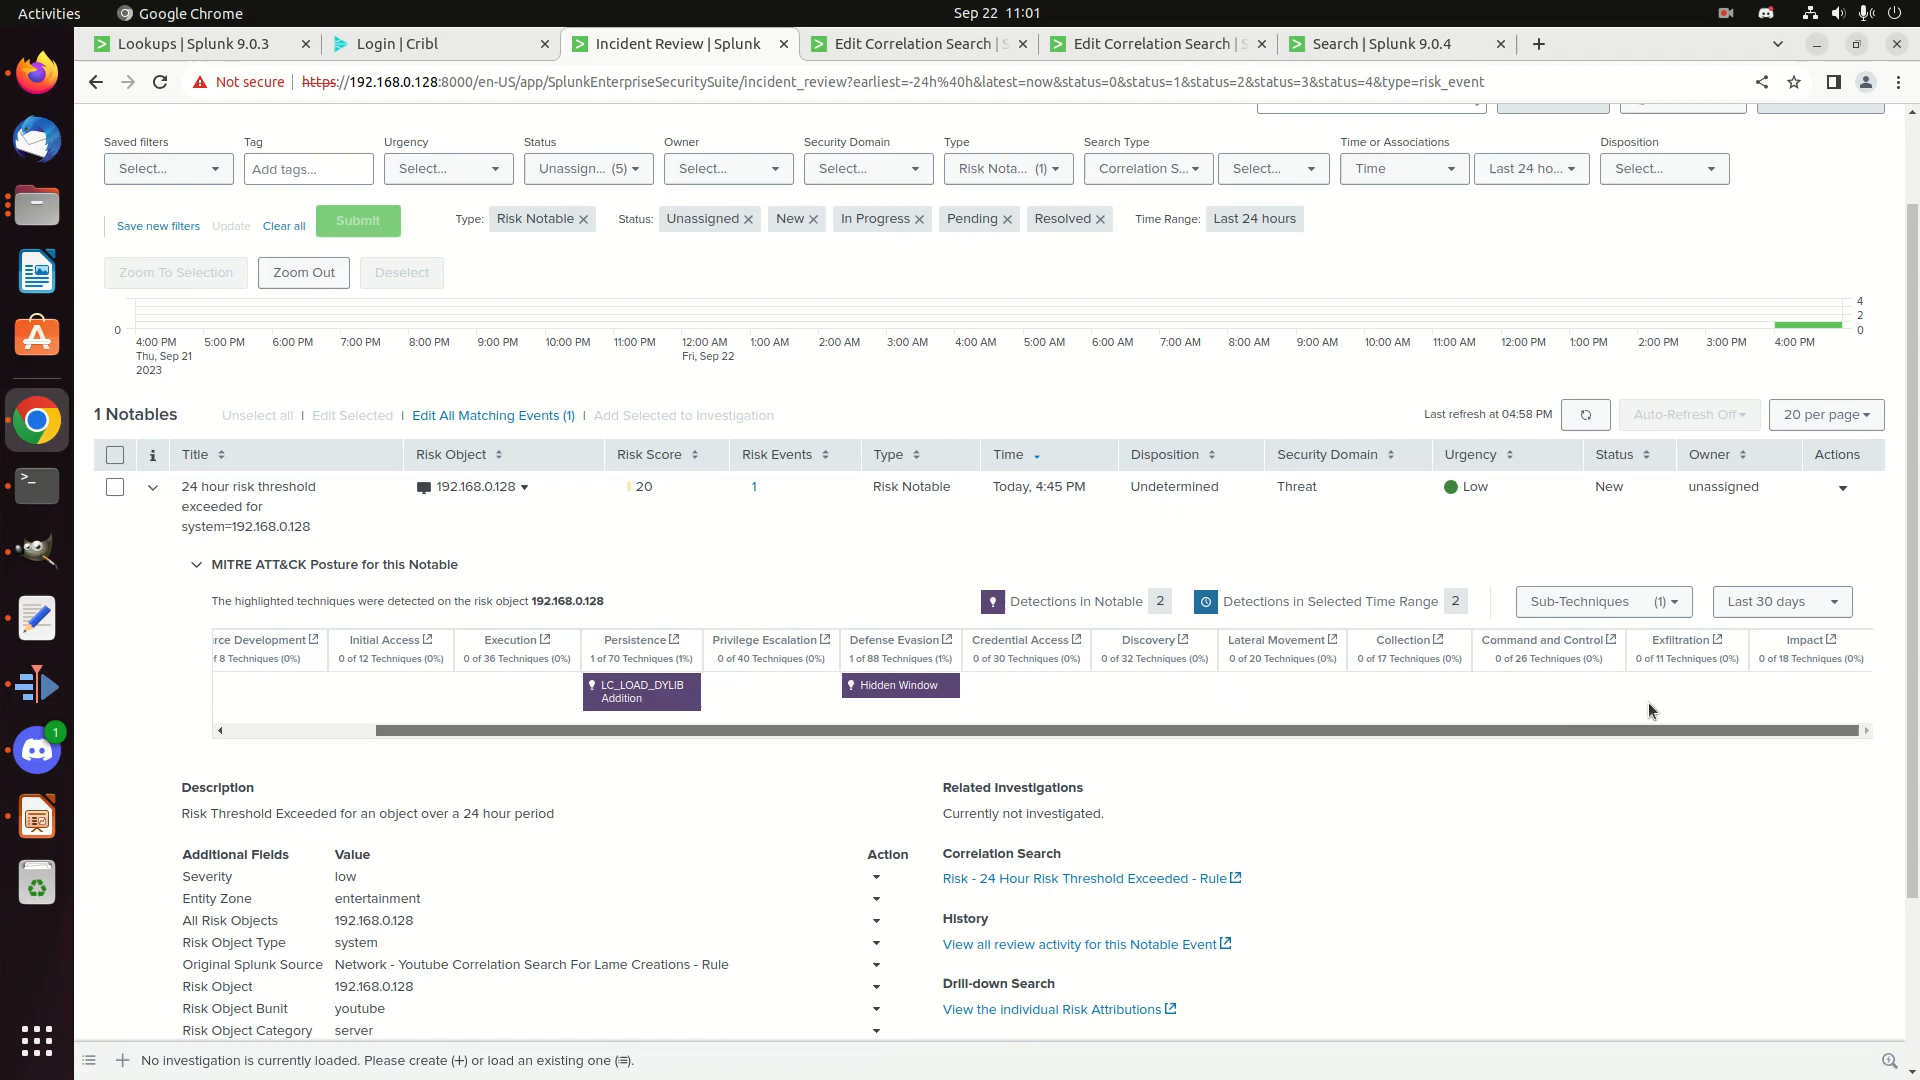 Activities
Google Chrome
Sep 22 11:01
Lookups | Splunk 9.0.3
Login | Cribl
Incident Review | Splunk
Edit Correlation Search |
Edit Correlation Search |
Search | Splunk 9.0.4
Not secure
https://192.168.0.128:8000/en-US/app/SplunkEnterpriseSecuritySuite/incident_review?earliest=-24h%40h&latest=now&status=0&status=1&status=2&status=3&status=4&type=risk_event
Saved filters
Tag
Urgency
Status
Owner
Security Domain
Type
Search Type
Time or Associations
Disposition
Select...
Add tags...
Select...
Unassign... (5)
Select...
Select...
Risk Nota... (1)
Correlation S...
Select...
Time
Last 24 ho...
Select...
Save new filters
Update
Clear all
Submit
Type:
Risk Notable
Status:
Unassigned
New
In Progress
Pending
Resolved
Time Range:
Last 24 hours
Zoom To Selection
Zoom Out
Deselect
4
2
0
0
4:00 PM 5:00 PM 6:00 PM 7:00 PM 8:00 PM 9:00 PM 10:00 PM 11:00 PM 12:00 AM 1:00 AM 2:00 AM 3:00 AM 4:00 AM 5:00 AM 6:00 AM 7:00 AM 8:00 AM 9:00 AM 10:00 AM 11:00 AM 12:00 PM 1:00 PM 2:00 PM 3:00 PM 4:00 PM
Thu, Sep 21
Fri, Sep 22
2023
1 Notables
Unselect all | Edit Selected | Edit All Matching Events (1) | Add Selected to Investigation
Last refresh at 04:58 PM
Auto-Refresh Off
20 per page
i Title Risk Object Risk Score Risk Events Type Time Disposition Security Domain Urgency Status Owner Actions
24 hour risk threshold
exceeded for
system=192.168.0.128
192.168.0.128
20
1
Risk Notable
Today, 4:45 PM
Undetermined
Threat
Low
New
unassigned
MITRE ATT&CK Posture for this Notable
The highlighted techniques were detected on the risk object 192.168.0.128
Detections in Notable 2
Detections in Selected Time Range 2
Sub-Techniques (1)
Last 30 days
rce Development
f 8 Techniques (0%)
Initial Access
0 of 12 Techniques (0%)
Execution
0 of 36 Techniques (0%)
Persistence
1 of 70 Techniques (1%)
Privilege Escalation
0 of 40 Techniques (0%)
Defense Evasion
1 of 88 Techniques (1%)
Credential Access
0 of 30 Techniques (0%)
Discovery
0 of 32 Techniques (0%)
Lateral Movement
0 of 20 Techniques (0%)
Collection
0 of 17 Techniques (0%)
Command and Control
0 of 26 Techniques (0%)
Exfiltration
0 of 11 Techniques (0%)
Impact
0 of 18 Techniques (0%)
LC_LOAD_DYLIB
Addition
Hidden Window
Description
Risk Threshold Exceeded for an object over a 24 hour period
Additional Fields Value Action
Severity low
Entity Zone entertainment
All Risk Objects 192.168.0.128
Risk Object Type system
Original Splunk Source Network - Youtube Correlation Search For Lame Creations - Rule
Risk Object 192.168.0.128
Risk Object Bunit youtube
Risk Object Category server
Related Investigations
Currently not investigated.
Correlation Search
Risk - 24 Hour Risk Threshold Exceeded - Rule
History
View all review activity for this Notable Event
Drill-down Search
View the individual Risk Attributions
1
No investigation is currently loaded. Please create (+) or load an existing one (≡).